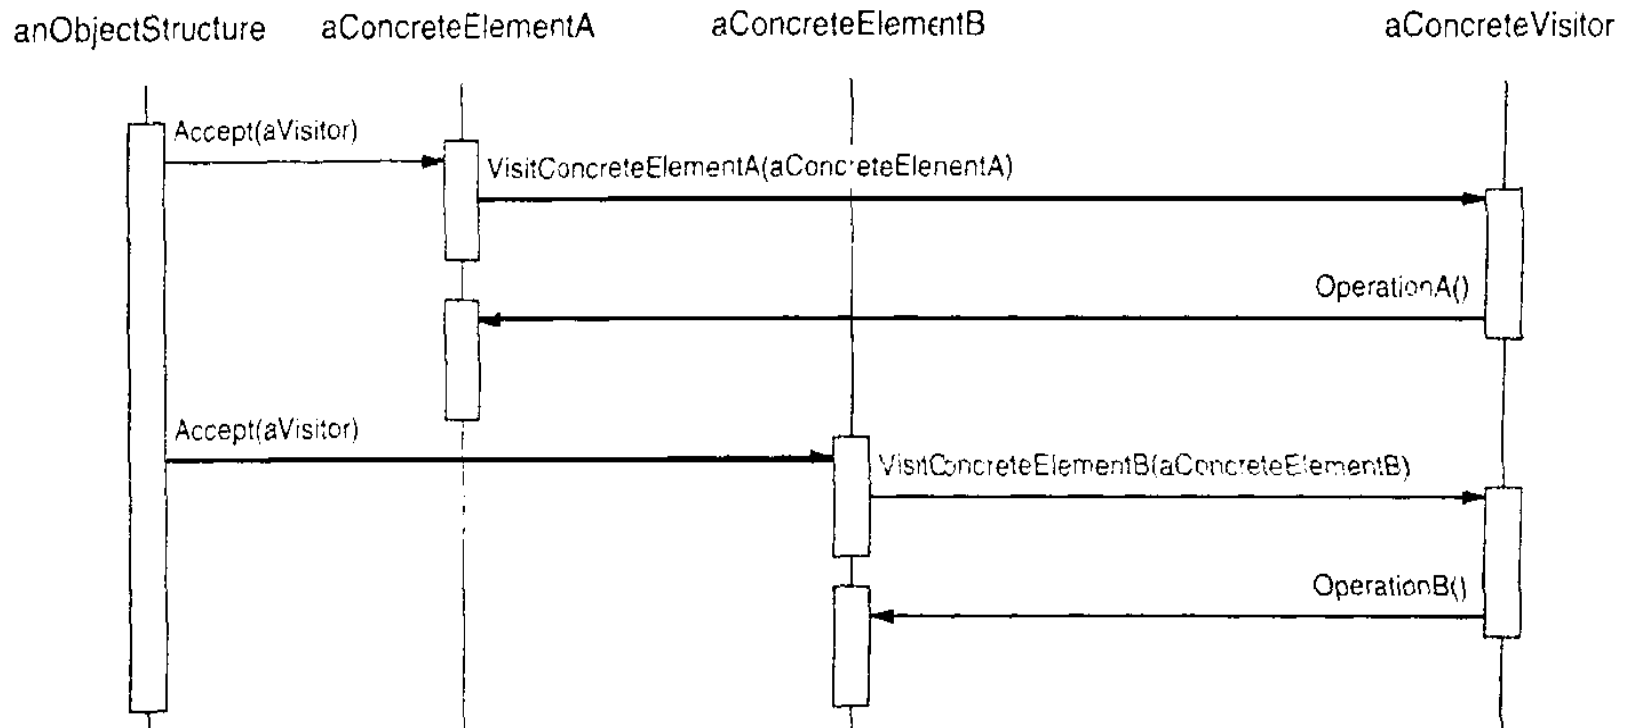 anObjectStructure aConcreteElementA aConcreteElementB aConcreteVisitor
Accept(aVisitor)
VisitConcreteElementA(aConcreteElenentA)
OperationA()
Accept(aVisitor)
VisitConcreteElementB(aConcreteElementB)
OperationB()